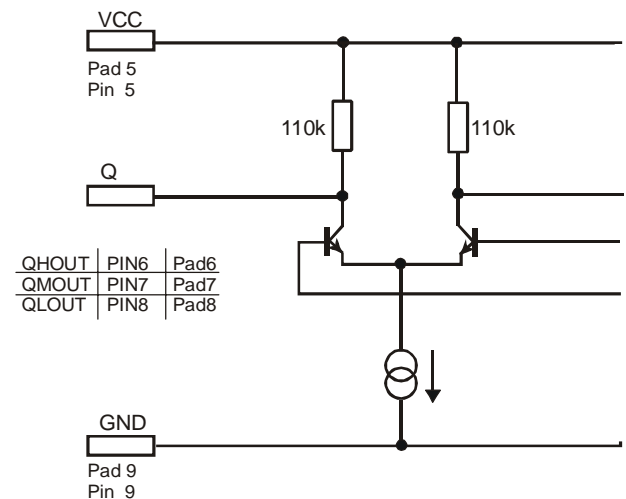 VCC
Pad 5
Pin 5
110k
110k
Q
QHOUT PIN6 Pad6
QMOUT PIN7 Pad7
QLOUT PIN8 Pad8
GND
Pad 9
Pin 9